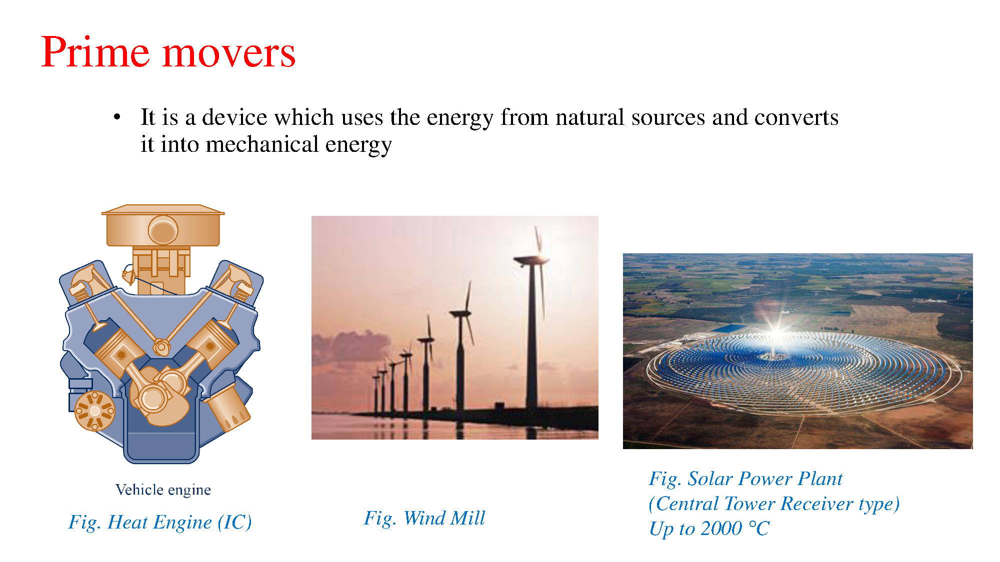 Prime movers
• It is a device which uses the energy from natural sources and converts
it into mechanical energy
Vehicle engine
Fig. Heat Engine (IC)
Fig. Wind Mill
Fig. Solar Power Plant
(Central Tower Receiver type)
Up to 2000 °C